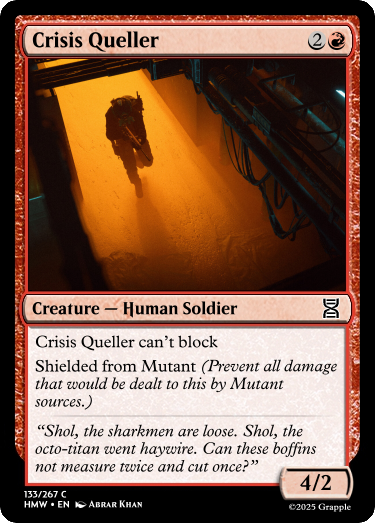 Crisis Queller 2
Creature — Human Soldier
Crisis Queller can't block
Shielded from Mutant (Prevent all damage
that would be dealt to this by Mutant
sources.)
“Shol, the sharkmen are loose. Shol, the
octo-titan went haywire. Can these boffins
not measure twice and cut once?”
4/2
133/267 C
HMW • EN Abrar Khan
©2025 Grapple